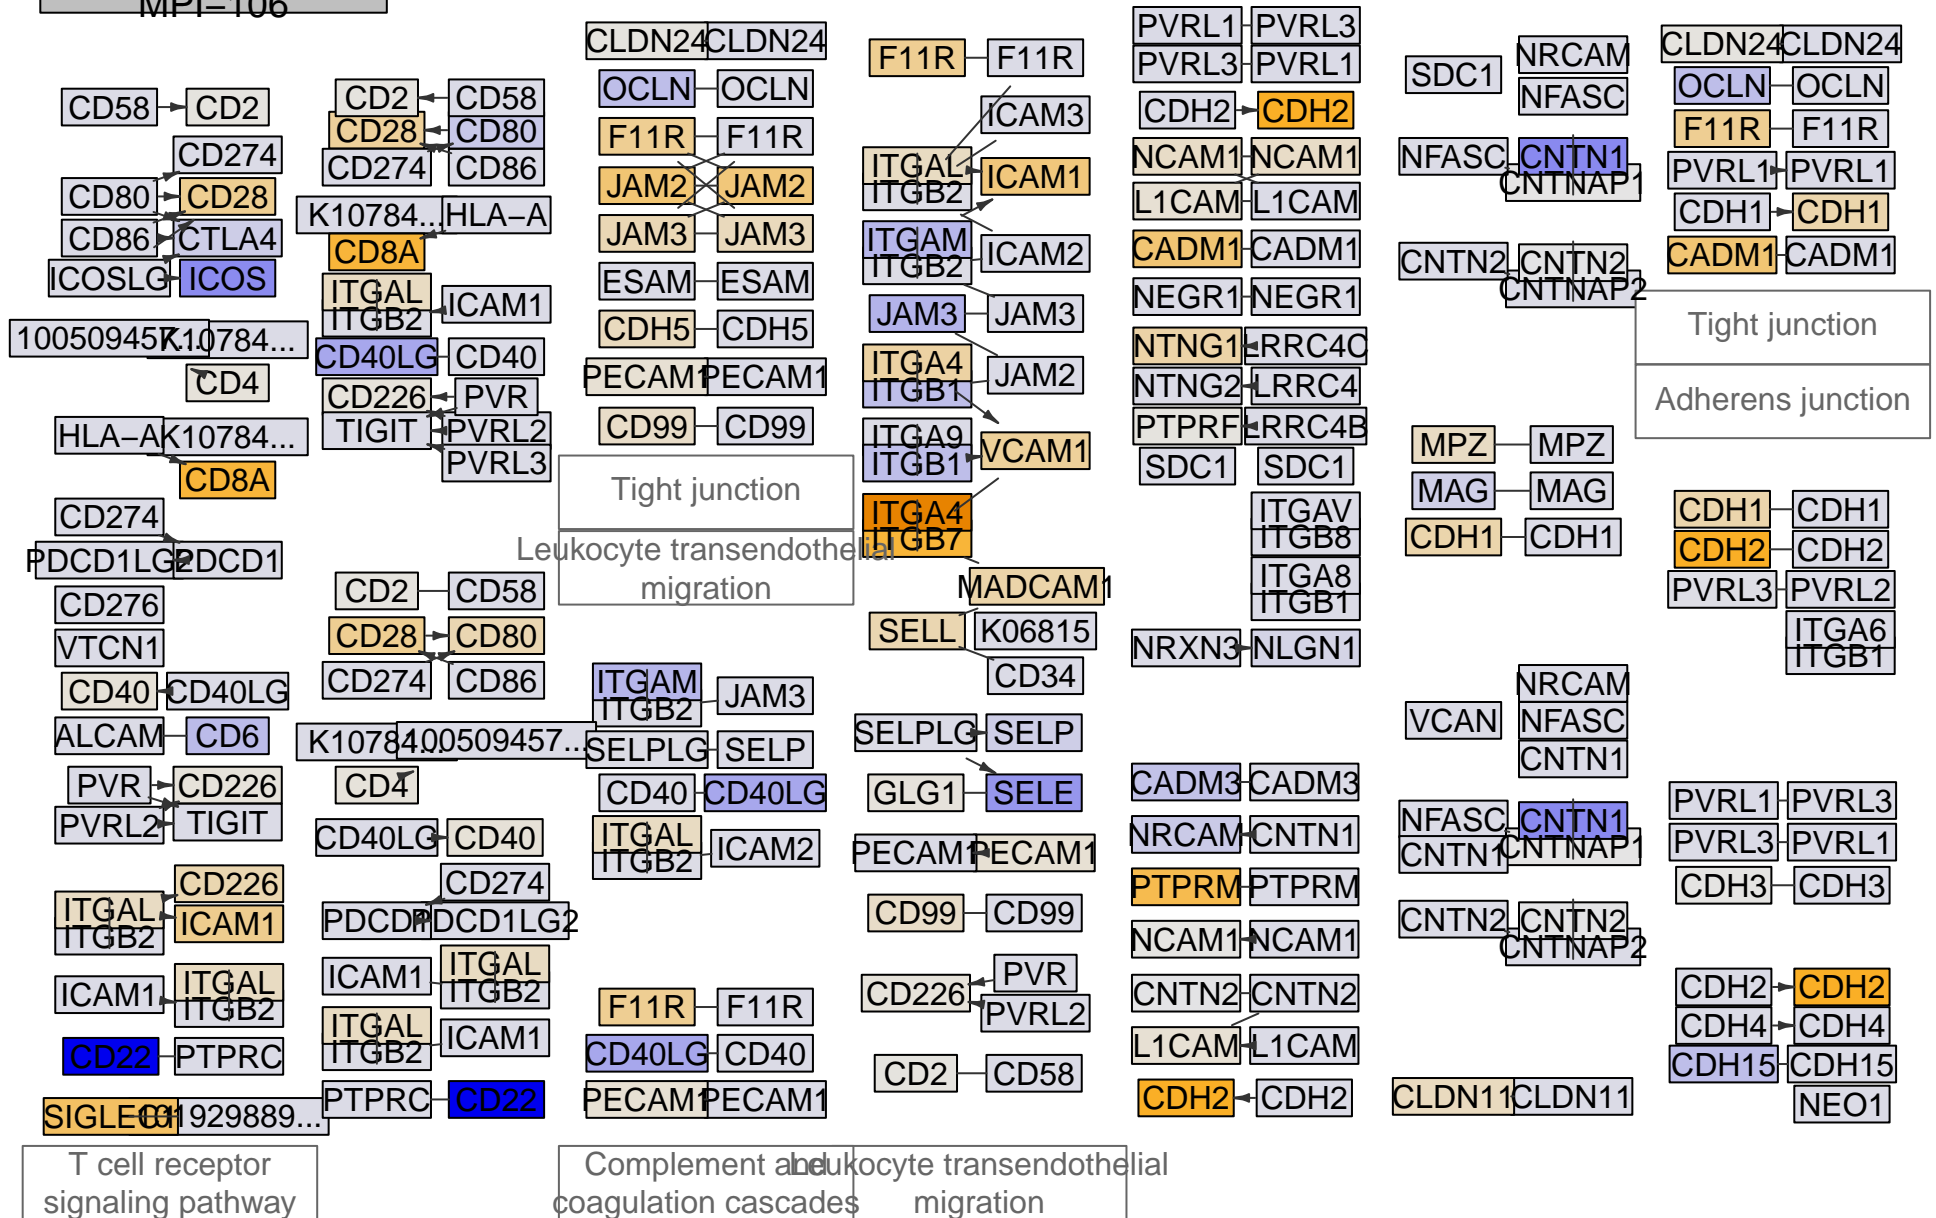 MPI−106
CD58
CD2
CD274
CD80
CD28
CD86
CTLA4
ICOSLG
ICOS
100509457...
K10784...
CD4
HLA−A
K10784...
CD8A
CD274
PDCD1LG2
PDCD1
CD276
VTCN1
CD40
CD40LG
ALCAM
CD6
PVR
CD226
PVRL2
TIGIT
CD226
ITGAL
ICAM1
ITGB2
ICAM1
ITGAL
ITGB2
CD22
PTPRC
101929889...
T cell receptor
signaling pathway
CD2
CD58
CD28
CD80
CD274
CD86
K10784...
HLA−A
CD8A
ITGAL
ITGB2
ICAM1
CD40LG
CD40
CD226
PVR
TIGIT
PVRL2
PVRL3
CD2
CD58
CD28
CD80
CD274
CD86
K10784...
100509457...
CD4
CD40LG
CD40
CD274
PDCD1
PDCD1LG2
ICAM1
ITGAL
ITGB2
ITGAL
ITGB2
ICAM1
PTPRC
CD22
CLDN24
CLDN24
OCLN
OCLN
F11R
F11R
JAM2
JAM2
JAM3
JAM3
ESAM
ESAM
CDH5
CDH5
PECAM1
PECAM1
CD99
CD99
Tight junction
Leukocyte transendothelial
migration
ITGAM
ITGB2
JAM3
SELPLG
SELP
CD40
CD40LG
ITGAL
ITGB2
ICAM2
F11R
F11R
CD40LG
CD40
PECAM1
PECAM1
Complement and
coagulation cascades
F11R
F11R
ICAM3
ITGAL
ITGB2
ICAM1
ITGAM
ITGB2
ICAM2
JAM3
JAM3
ITGA4
ITGB1
JAM2
ITGA9
ITGB1
VCAM1
ITGA4
ITGB7
MADCAM1
SELL
K06815
CD34
SELPLG
SELP
GLG1
SELE
PECAM1
PECAM1
CD99
CD99
CD226
PVR
PVRL2
CD2
CD58
Leukocyte transendothelial
migration
PVRL1
PVRL3
PVRL3
PVRL1
CDH2
CDH2
NCAM1
NCAM1
L1CAM
L1CAM
CADM1
CADM1
NEGR1
NEGR1
NTNG1
LRRC4C
NTNG2
LRRC4
PTPRF
LRRC4B
SDC1
SDC1
ITGAV
ITGB8
ITGA8
ITGB1
NRXN3
NLGN1
CADM3
CADM3
NRCAM
CNTN1
PTPRM
PTPRM
NCAM1
NCAM1
CNTN2
CNTN2
L1CAM
L1CAM
CDH2
CDH2
SDC1
NRCAM
NFASC
NFASC
CNTN1
CNTNAP1
CNTN2
CNTN2
CNTNAP2
MPZ
MPZ
MAG
MAG
CDH1
CDH1
VCAN
NRCAM
NFASC
CNTN1
NFASC
CNTN1
CNTN1
CNTNAP1
CNTN2
CNTN2
CNTNAP2
CLDN11
CLDN11
CLDN24
CLDN24
OCLN
OCLN
F11R
F11R
PVRL1
PVRL1
CDH1
CDH1
CADM1
CADM1
Tight junction
Adherens junction
CDH1
CDH1
CDH2
CDH2
PVRL3
PVRL2
ITGA6
ITGB1
PVRL1
PVRL3
PVRL3
PVRL1
CDH3
CDH3
CDH2
CDH2
CDH4
CDH4
CDH15
CDH15
NEO1